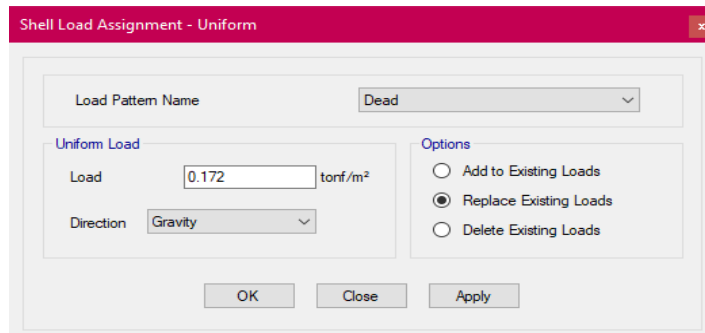 Shell Load Assignment - Uniform
x
Load Pattern Name
Dead
Uniform Load
Load
0.172
tonf/m²
Direction
Gravity
Options
Add to Existing Loads
Replace Existing Loads
Delete Existing Loads
OK
Close
Apply